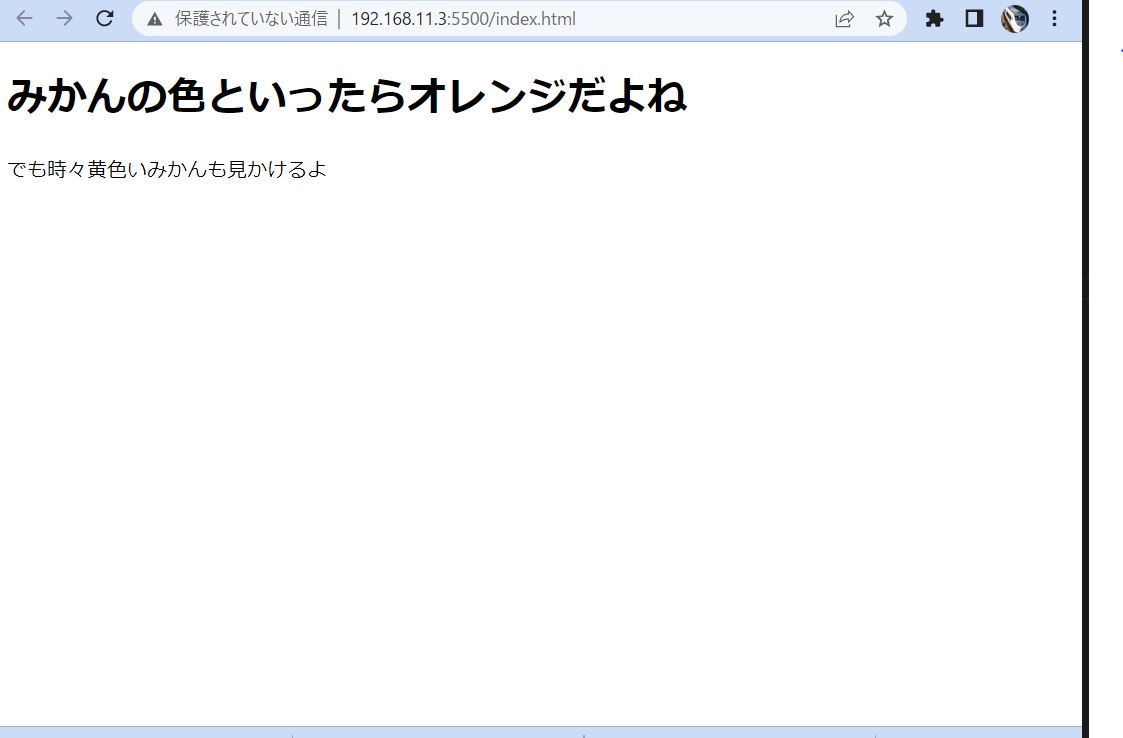 保護されていない通信 | 192.168.11.3:5500/index.html
みかんの色といったらオレンジだよね
でも時々黄色いみかんも見かけるよ